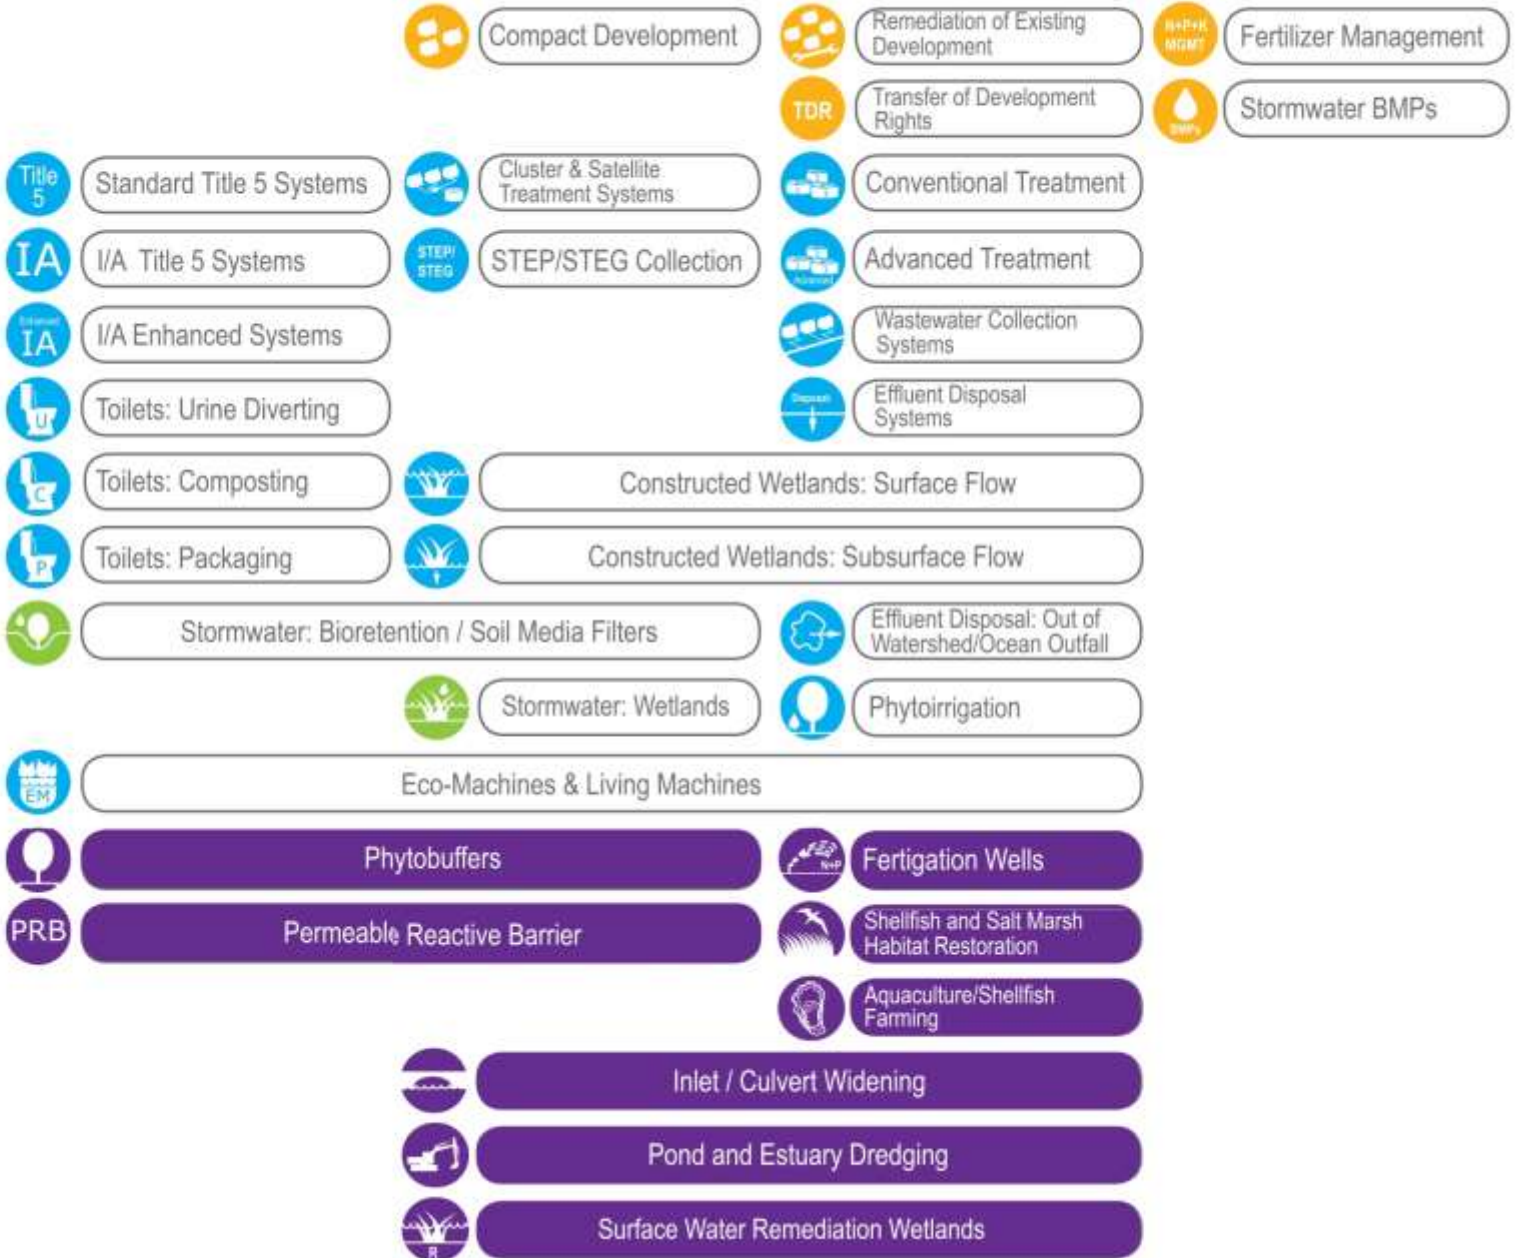 Compact Development
Remediation of Existing
Development
N+P+K
MGMT
Fertilizer Management
TDR
Transfer of Development
Rights
BMPs
Stormwater BMPs
Title
5
Standard Title 5 Systems
Cluster & Satellite
Treatment Systems
Conventional Treatment
IA
I/A Title 5 Systems
STEP/
STEG
STEP/STEG Collection
Advanced
Advanced Treatment
Enhanced
IA
I/A Enhanced Systems
Wastewater Collection
Systems
U
Toilets: Urine Diverting
Disposal
Effluent Disposal
Systems
C
Toilets: Composting
Constructed Wetlands: Surface Flow
P
Toilets: Packaging
Constructed Wetlands: Subsurface Flow
Stormwater: Bioretention / Soil Media Filters
Effluent Disposal: Out of
Watershed/Ocean Outfall
Stormwater: Wetlands
Phytoirrigation
EM
Eco-Machines & Living Machines
Phytobuffers
N+P
Fertigation Wells
PRB
Permeable Reactive Barrier
Shellfish and Salt Marsh
Habitat Restoration
Aquaculture/Shellfish
Farming
Inlet / Culvert Widening
Pond and Estuary Dredging
R
Surface Water Remediation Wetlands